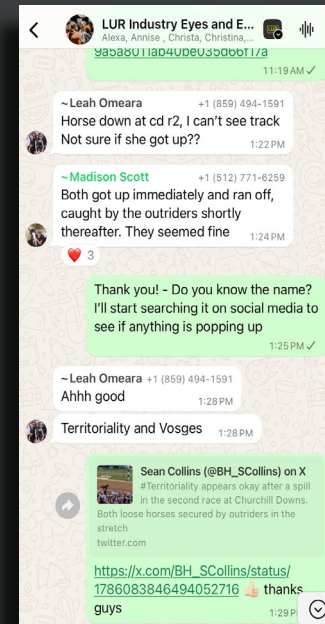 LUR Industry Eyes and E...
Alexa, Annise , Christa, Christina,...
9a5a8011ab40be035d66f17a
11:19 AM
~Leah Omeara +1 (859) 494-1591
Horse down at cd r2, I can't see track
Not sure if she got up??
1:22 PM
~Madison Scott +1 (512) 771-6259
Both got up immediately and ran off,
caught by the outriders shortly
thereafter. They seemed fine
1:24 PM
❤️ 3
Thank you! - Do you know the name?
I'll start searching it on social media to
see if anything is popping up
1:25 PM
~Leah Omeara +1 (859) 494-1591
Ahhh good
1:28 PM
Territoriality and Vosges
1:28 PM
Sean Collins (@BH_SCollins) on X
#Territoriality appears okay after a spill
in the second race at Churchill Downs.
Both loose horses secured by outriders in the
stretch
twitter.com
https://x.com/BH_SCollins/status/
1786083846494052716 👍🏻 thanks
guys
1:29 P